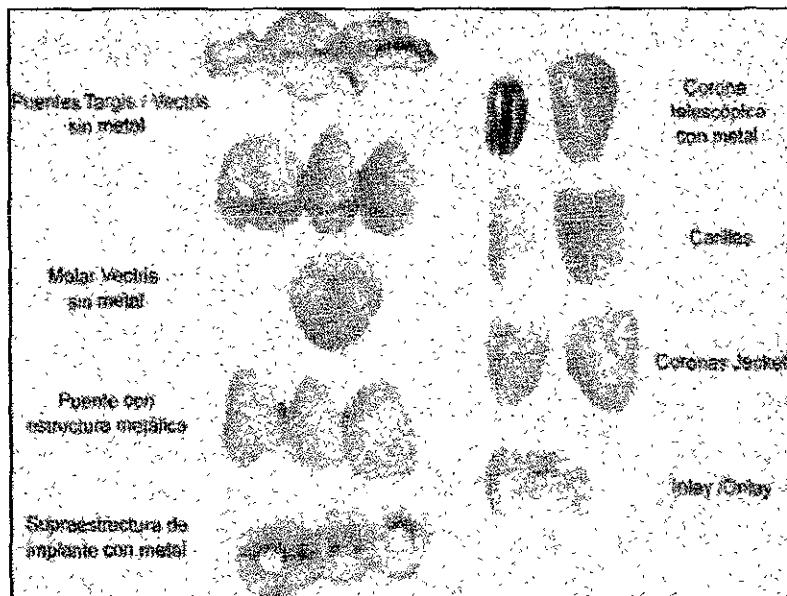 Puentes Targis / Vectris
sin metal
Molar Vectris
sin metal
Puente con
estructura metálica
Supraestructura de
implante con metal
Corona
telescópica
con metal
Carillas
Coronas Jacket
Inlay /Onlay